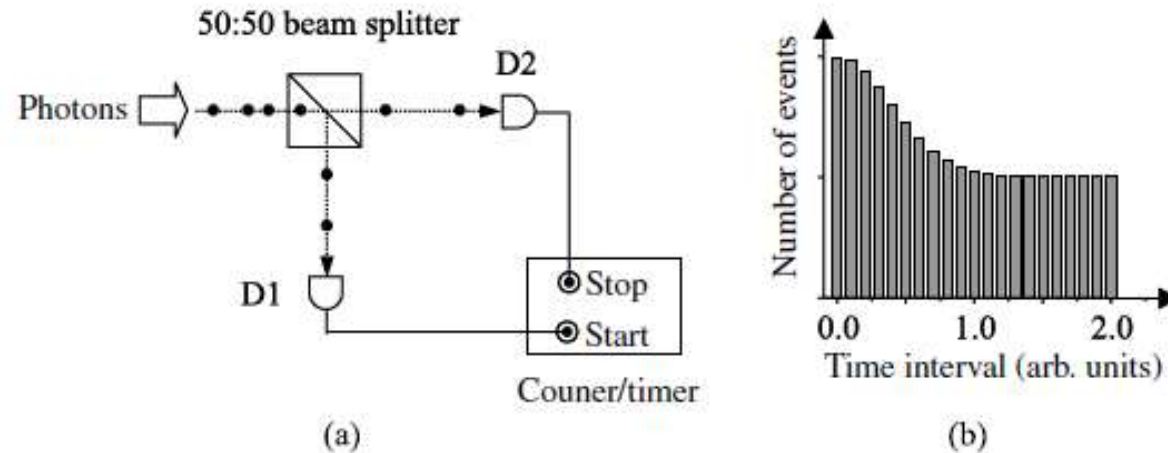 50:50 beam splitter
D2
Photons
D1
Stop
Start
Couner/timer
(a)
Number of events
0.0 1.0 2.0
Time interval (arb. units)
(b)